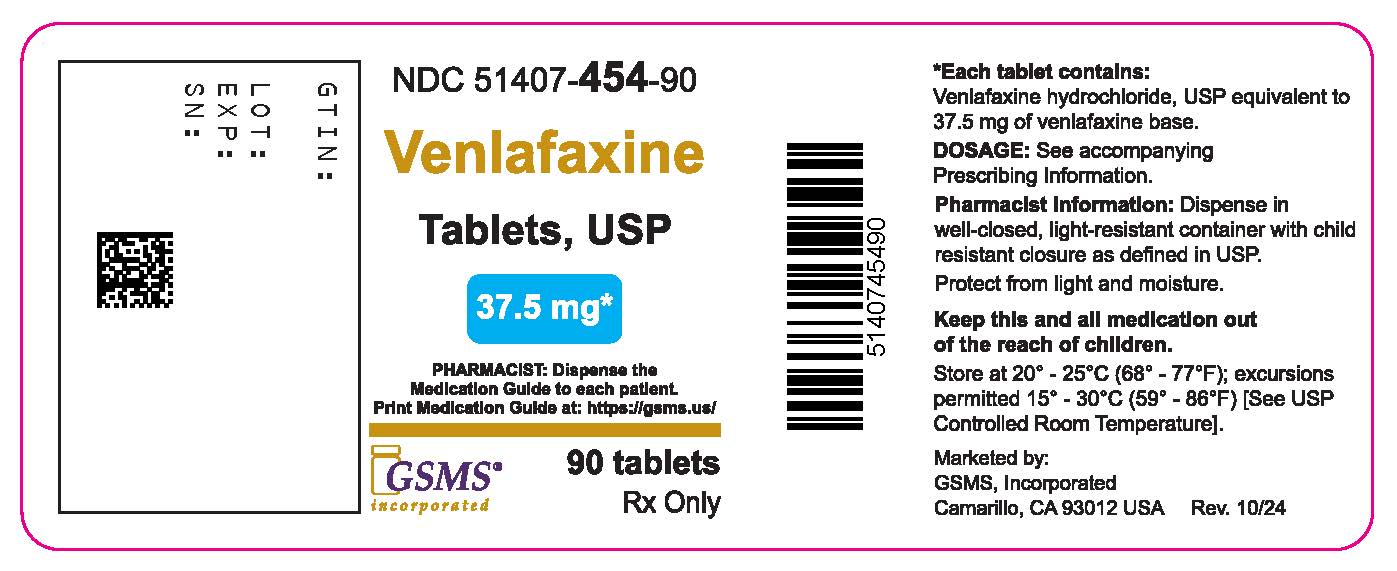 GTIN:
LOT:
EXP:
SN:
NDC 51407-454-90
Venlafaxine
Tablets, USP
37.5 mg*
PHARMACIST: Dispense the
Medication Guide to each patient.
Print Medication Guide at: https://gsms.us/
GSMS®
incorporated
90 tablets
Rx Only
5140745490
*Each tablet contains:
Venlafaxine hydrochloride, USP equivalent to
37.5 mg of venlafaxine base.
DOSAGE: See accompanying
Prescribing Information.
Pharmacist Information: Dispense in
well-closed, light-resistant container with child
resistant closure as defined in USP.
Protect from light and moisture.
Keep this and all medication out
of the reach of children.
Store at 20° - 25°C (68° - 77°F); excursions
permitted 15° - 30°C (59° - 86°F) [See USP
Controlled Room Temperature].
Marketed by:
GSMS, Incorporated
Camarillo, CA 93012 USA Rev. 10/24